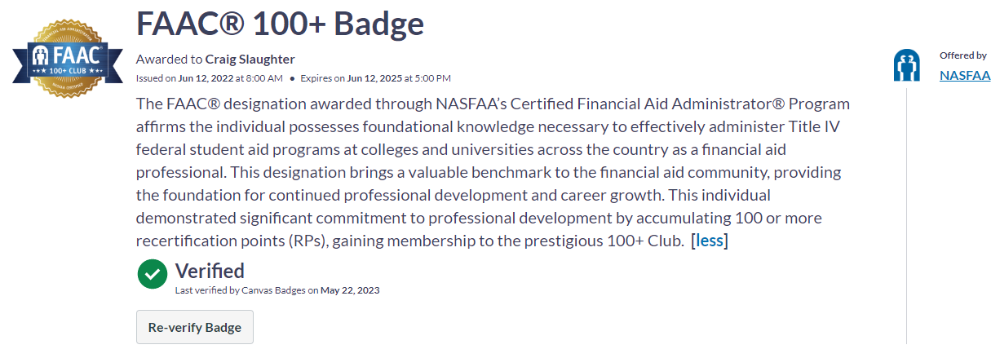 FAAC® 100+ Badge
FINANCIAL AID ADMINISTRATOR
FAAC®
100+ CLUB
NASFAA CERTIFIED
Awarded to Craig Slaughter
Issued on Jun 12, 2022 at 8:00 AM • Expires on Jun 12, 2025 at 5:00 PM
The FAAC® designation awarded through NASFAA’s Certified Financial Aid Administrator® Program
affirms the individual possesses foundational knowledge necessary to effectively administer Title IV
federal student aid programs at colleges and universities across the country as a financial aid
professional. This designation brings a valuable benchmark to the financial aid community, providing
the foundation for continued professional development and career growth. This individual
demonstrated significant commitment to professional development by accumulating 100 or more
recertification points (RPs), gaining membership to the prestigious 100+ Club. [less]
Verified
Last verified by Canvas Badges on May 22, 2023
Re-verify Badge
Offered by
NASFAA